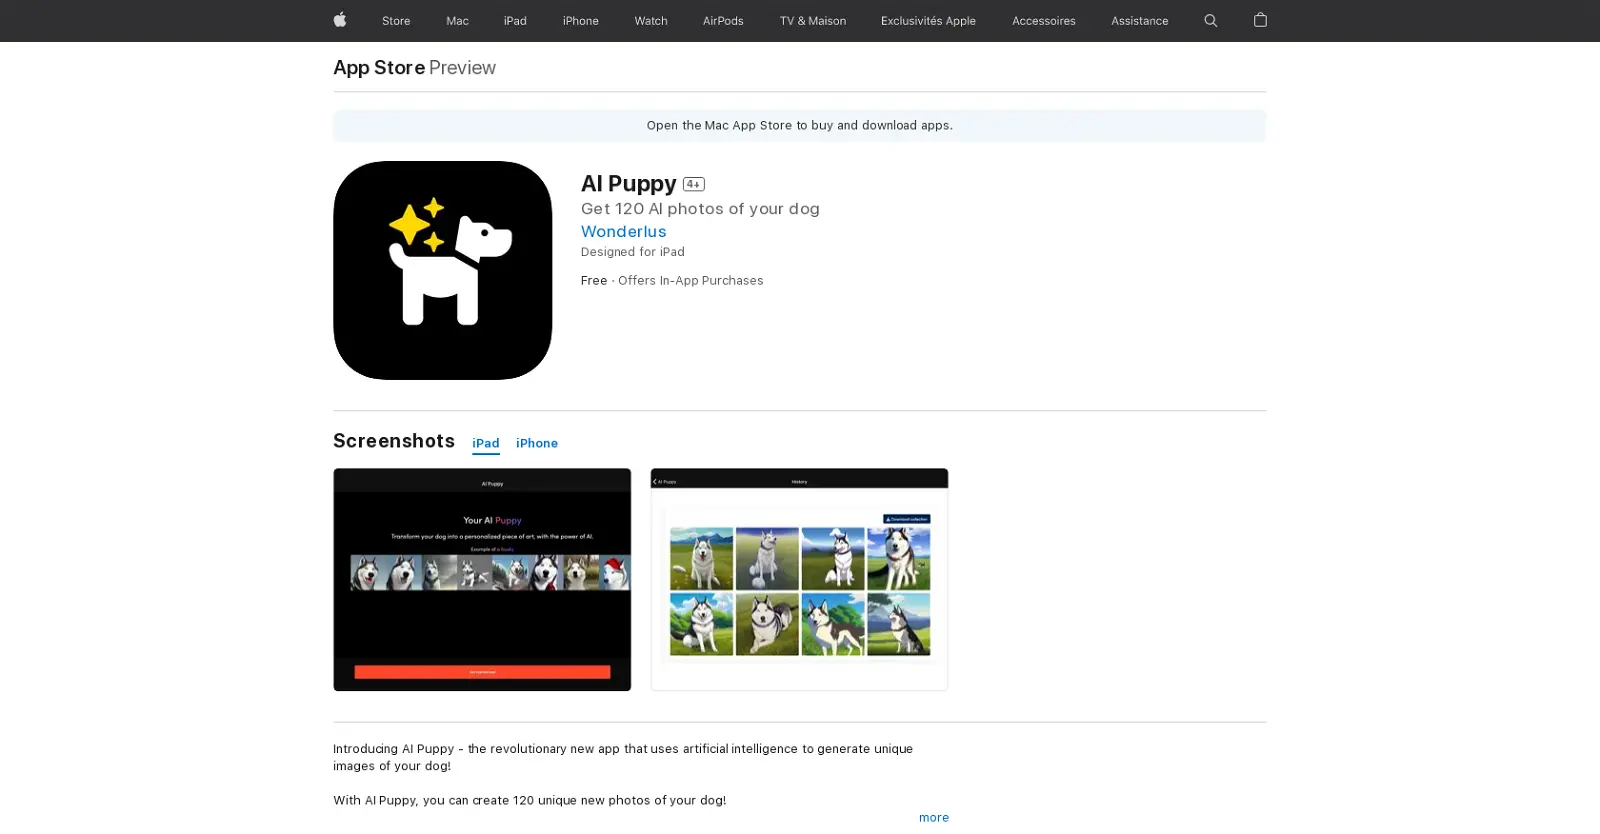 Store Mac iPad iPhone Watch AirPods TV & Maison Exclusivités Apple Accessoires Assistance
App Store Preview
Open the Mac App Store to buy and download apps.
AI Puppy 4+
Get 120 AI photos of your dog
Wonderlus
Designed for iPad
Free · Offers In-App Purchases
Screenshots iPad iPhone
AI Puppy
Your AI Puppy
Transform your dog into a personalized piece of art, with the power of AI.
Example of a husky
AI Puppy History
Download collection
Introducing AI Puppy - the revolutionary new app that uses artificial intelligence to generate unique
images of your dog!
With AI Puppy, you can create 120 unique new photos of your dog!
more